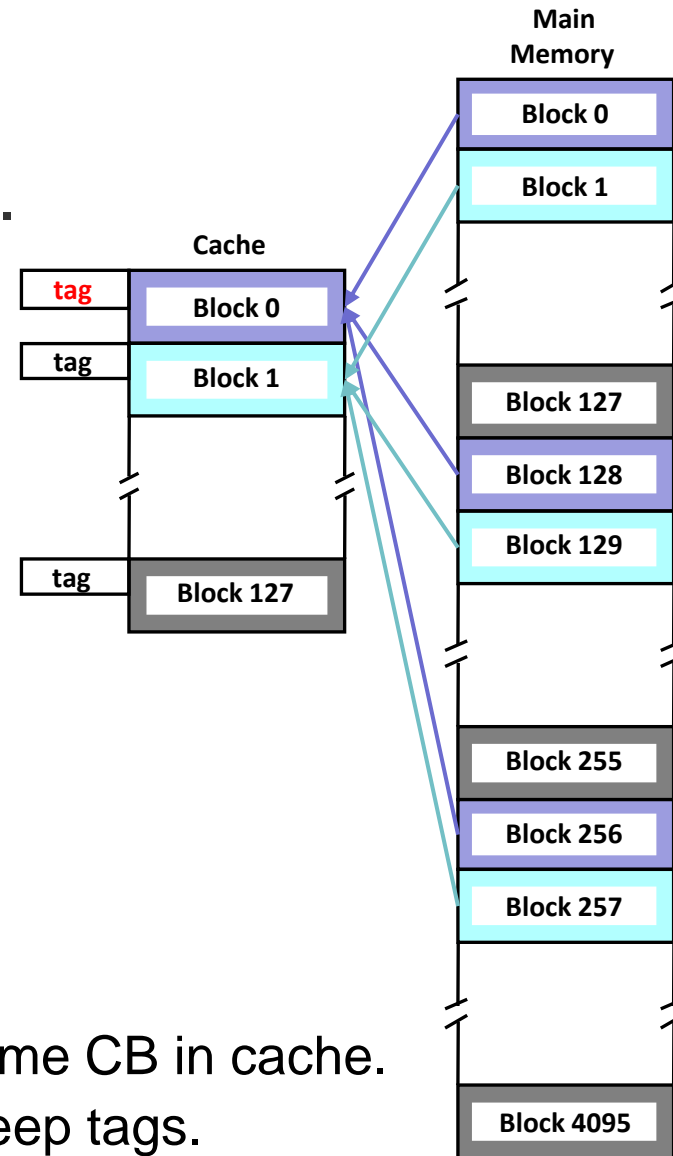 Main
Memory
Block 0
Block 1
.
Cache
tag
Block 0
tag
Block 1
Block 127
Block 128
Block 129
tag
Block 127
Block 255
Block 256
Block 257
me CB in cache.
eep tags.
Block 4095